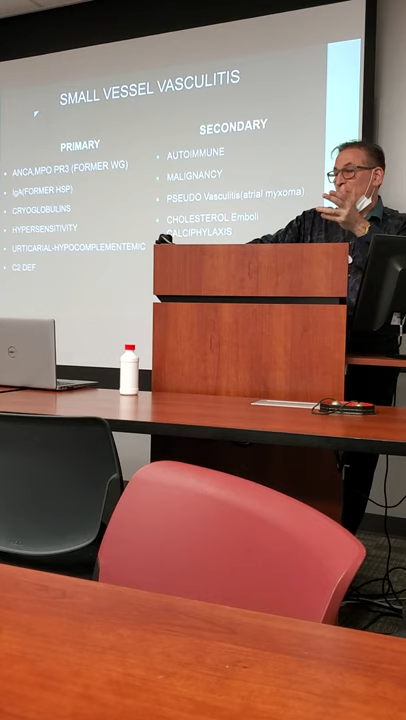 SMALL VESSEL VASCULITIS
PRIMARY
ANCA,MPO PR3 (FORMER WG)
IgA(FORMER HSP)
CRYOGLOBULINS
HYPERSENSITIVITY
URTICARIAL-HYPOCOMPLEMENTEMIC
C2 DEF
SECONDARY
AUTOIMMUNE
MALIGNANCY
PSEUDO Vasculitis(atrial myxoma)
CHOLESTEROL Emboli
CALCIPHYLAXIS
DELL